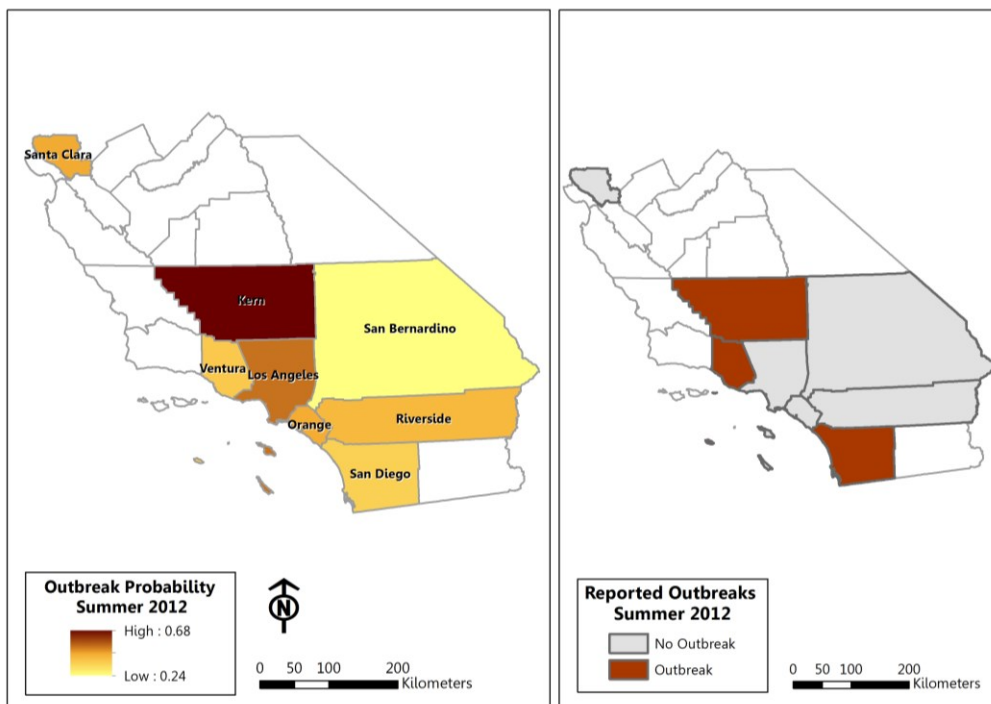 Santa Clara
Kern
San Bernardino
Ventura
Los Angeles
Orange
Riverside
San Diego
Outbreak Probability
Summer 2012
High : 0.68
Low : 0.24
N
0 50 100 200
Kilometers
Reported Outbreaks
Summer 2012
No Outbreak
Outbreak
0 50 100 200
Kilometers